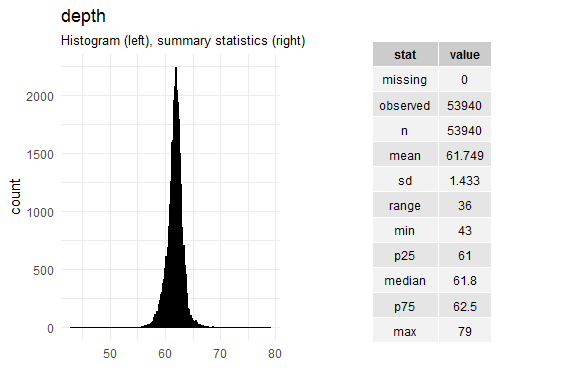 depth
Histogram (left), summary statistics (right)
count
2000
1500
1000
500
0
50 60 70 80
stat value
missing 0
observed 53940
n 53940
mean 61.749
sd 1.433
range 36
min 43
p25 61
median 61.8
p75 62.5
max 79